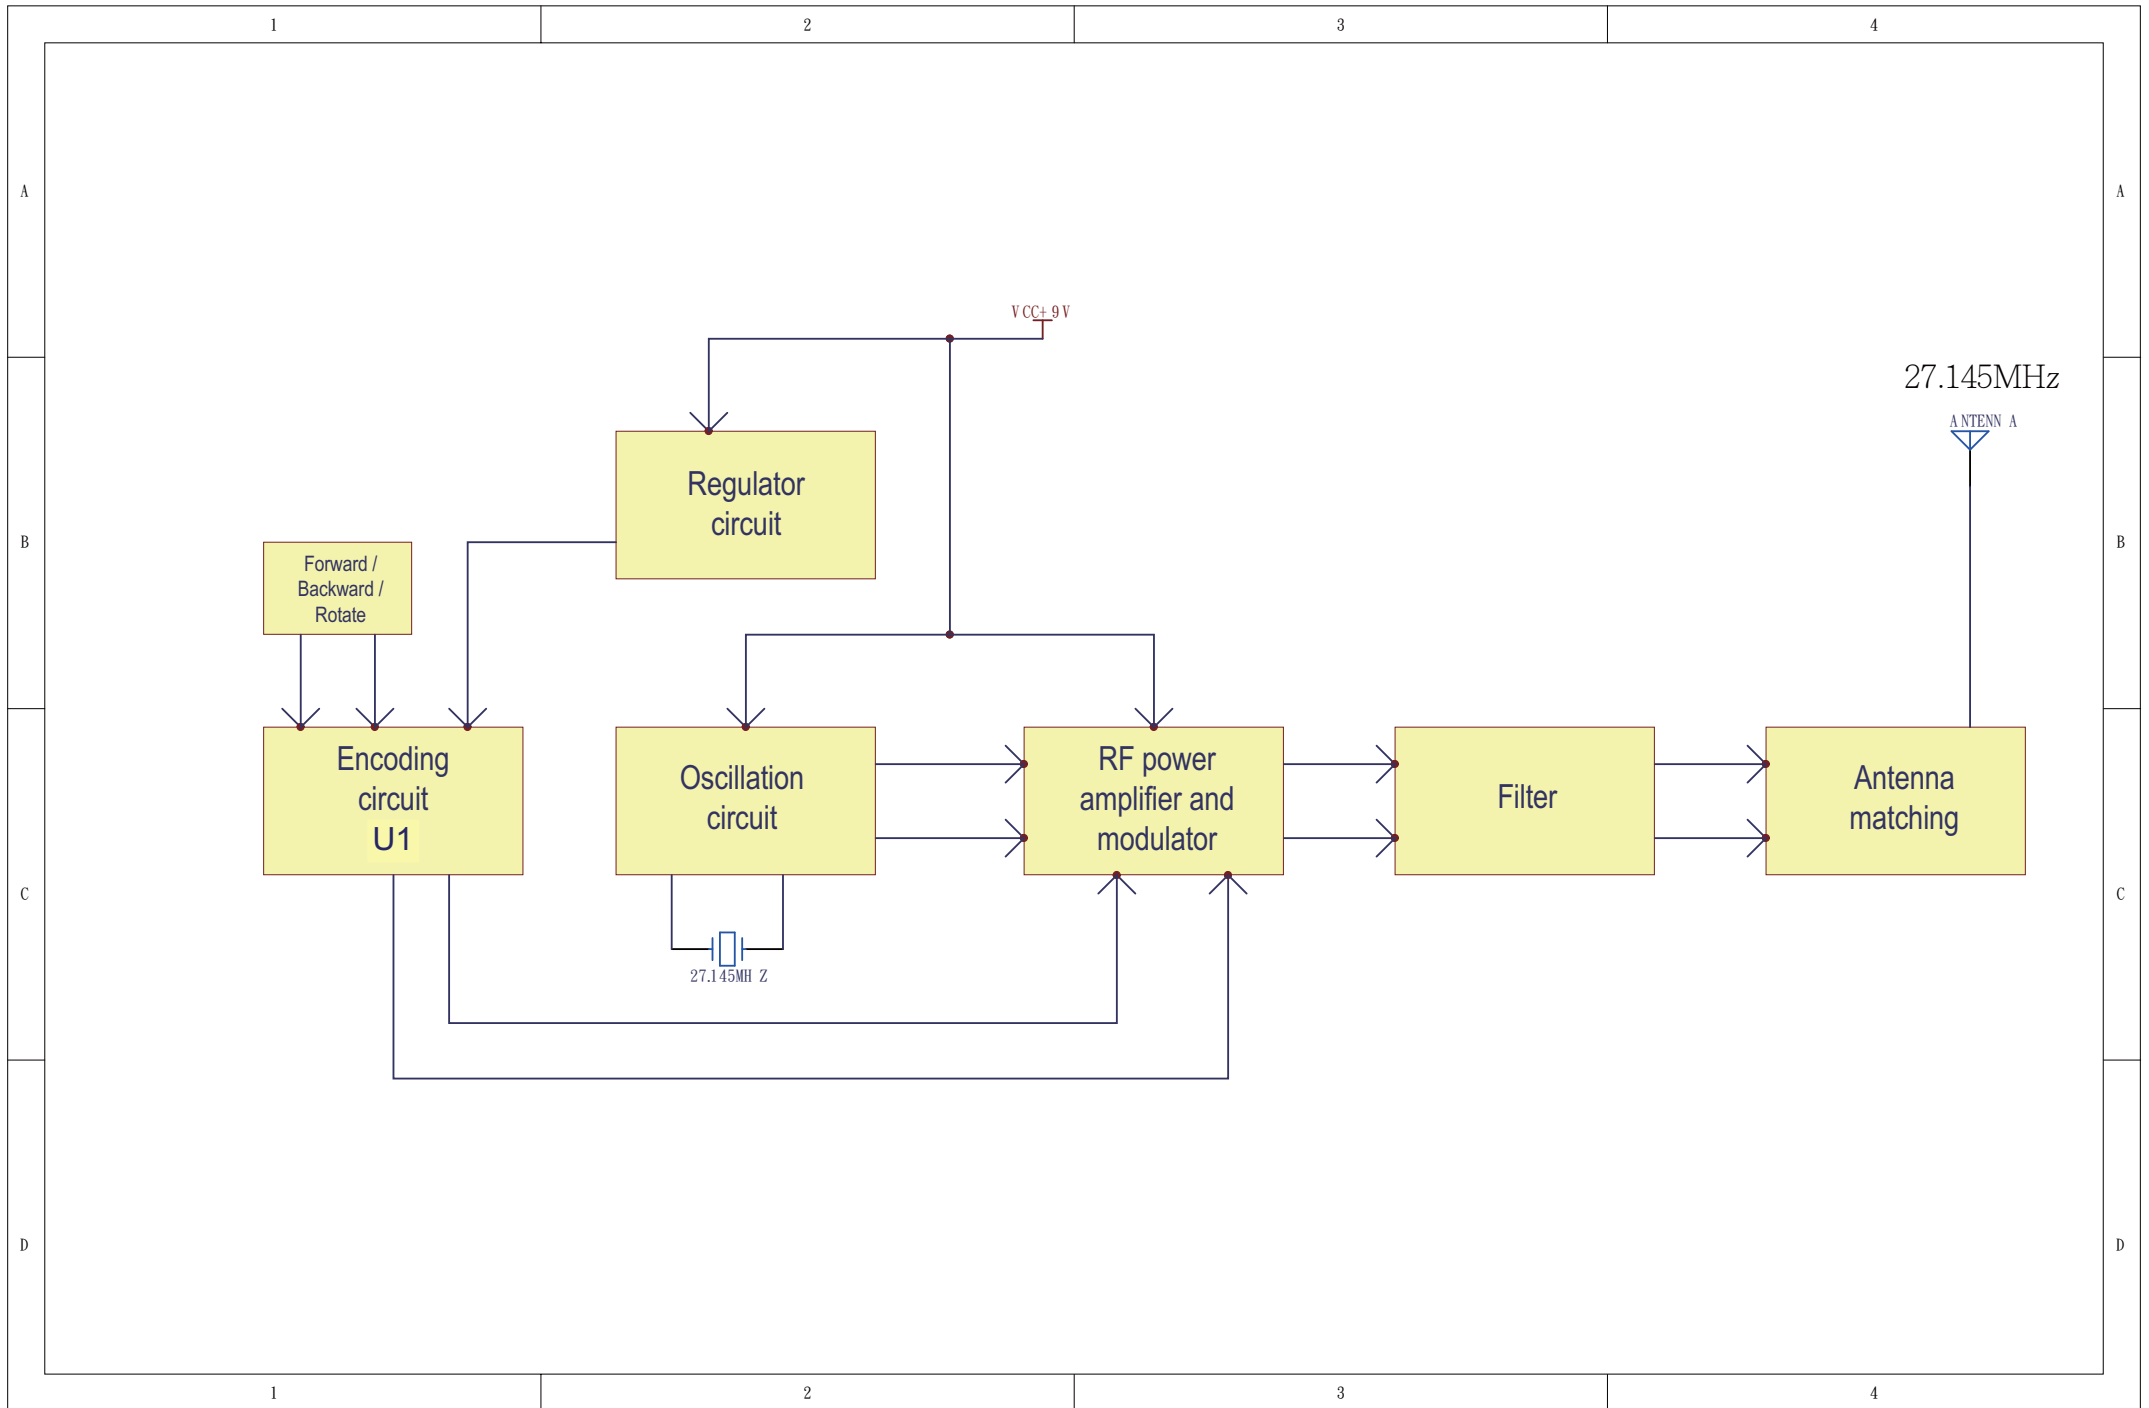 1 2 3 4
A A
VCC+9V
27.145MHz
ANTENNA
Regulator
circuit
B B
Forward /
Backward /
Rotate
Encoding
circuit
U1
Oscillation
circuit
RF power
amplifier and
modulator
Filter
Antenna
matching
C C
27.145MHZ
D D
1 2 3 4